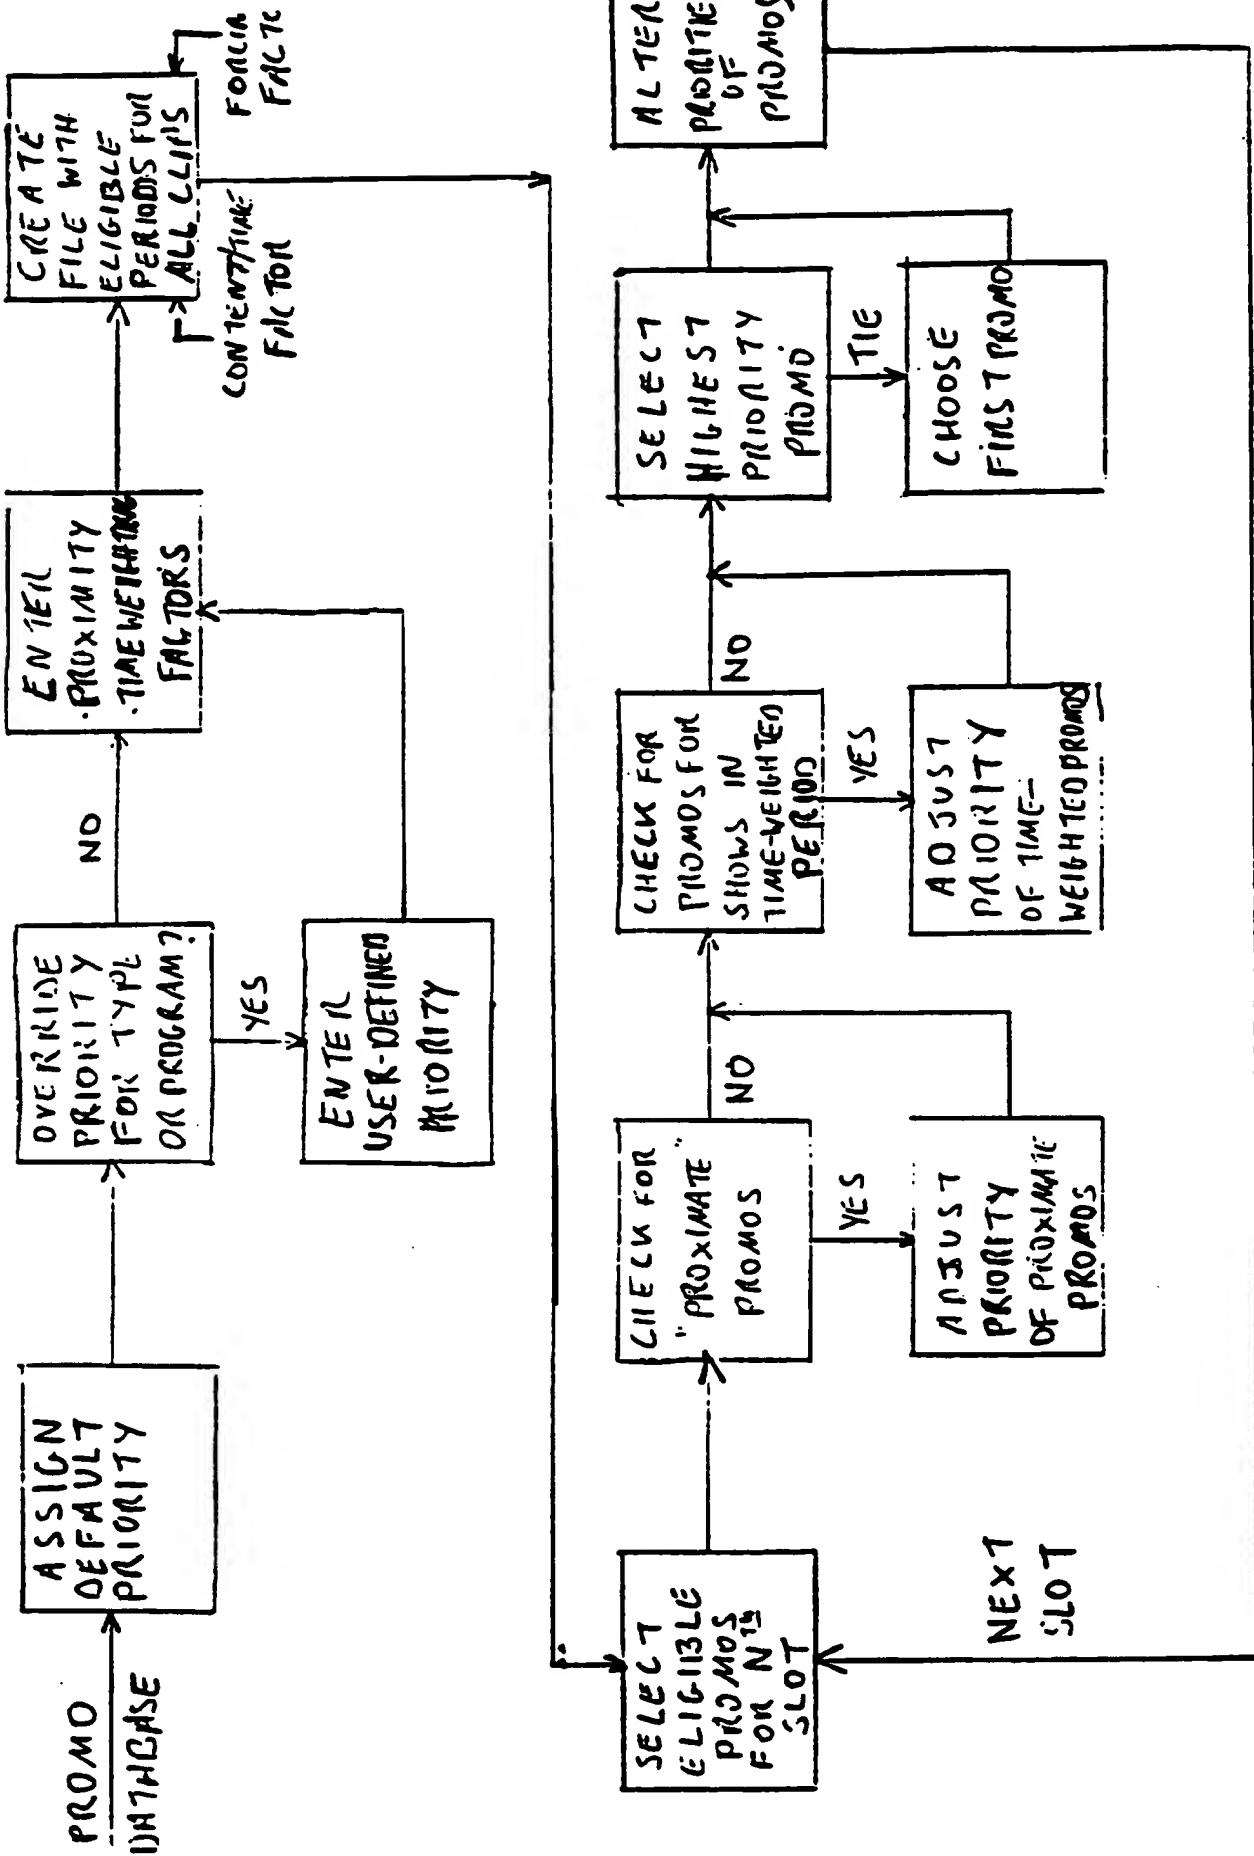 PROMO
DATABASE
ASSIGN
DEFAULT
PRIORITY
OVERRIDE
PRIORITY
FOR TYPE
OR PROGRAM?
NO
YES
ENTER
USER-DEFINED
PRIORITY
ENTER
·PROXIMITY
·TIME WEIGHTING
FACTORS
CREATE
FILE WITH
ELIGIBLE
PERIODS FOR
ALL CLIPS
CONTENT/TIME
FACTOR
SELECT
ELIGIBLE
PROMOS
FOR NTH
SLOT
CHECK FOR
"PROXIMATE"
PROMOS
NO
YES
ADJUST
PRIORITY
OF PROXIMATE
PROMOS
CHECK FOR
PROMOS FOR
SHOWS IN
TIME-WEIGHTED
PERIOD
NO
YES
ADJUST
PRIORITY
OF TIME-
WEIGHTED PROMOS
SELECT
HIGHEST
PRIORITY
PROMO
TIE
CHOOSE
FIRST PROMO
ALTER
PRIORITIE
OF
PROMOS
NEXT
SLOT